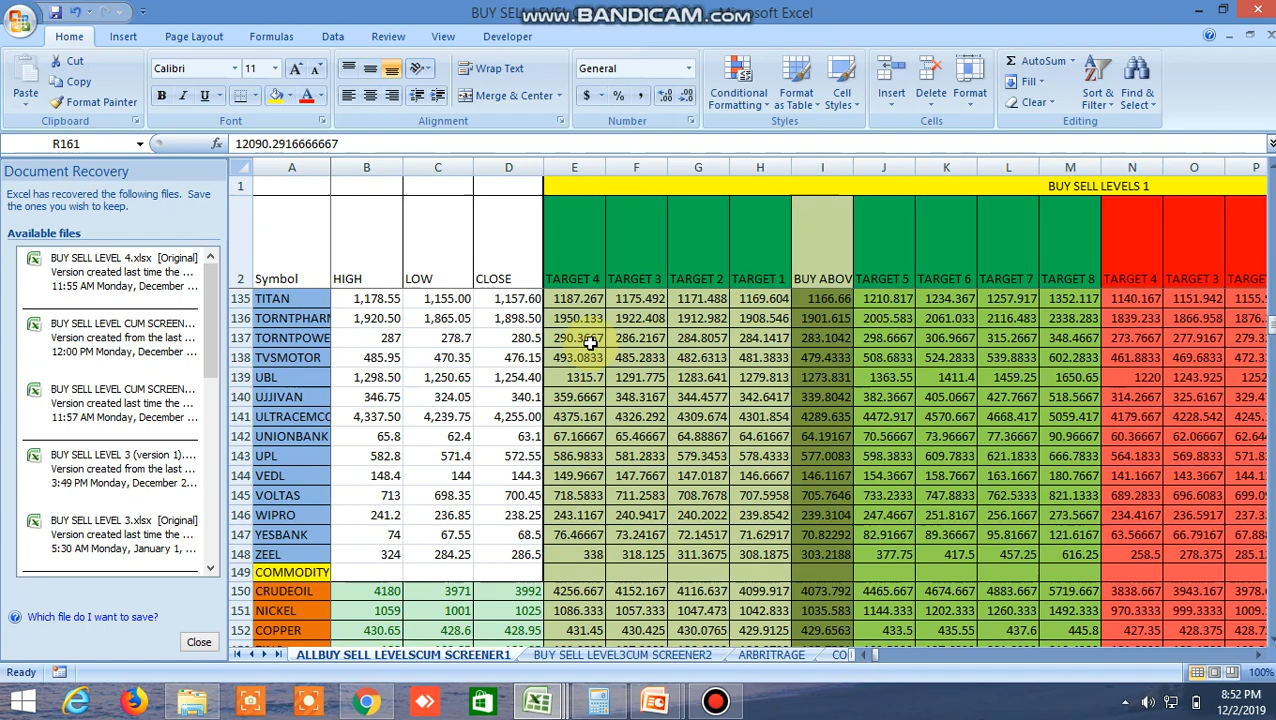 BUY SELL LEVELS
www.BANDICAM.com
Microsoft Excel
Home Insert Page Layout Formulas Data Review View Developer
Paste
Cut
Copy
Format Painter
Clipboard
Calibri 11
B I U
Font
Wrap Text
Merge & Center
Alignment
General
$ % ,
Number
Conditional Formatting
Format as Table
Cell Styles
Styles
Insert Delete Format
Cells
AutoSum
Fill
Clear
Sort & Filter
Find & Select
Editing
R161 fx 12090.2916666667
Document Recovery
Excel has recovered the following files. Save the ones you wish to keep.
Available files
BUY SELL LEVEL 4.xlsx [Original]
Version created last time the ...
11:55 AM Monday, December ...
BUY SELL LEVEL CUM SCREEN...
Version created from the last ...
12:00 PM Monday, December ...
BUY SELL LEVEL CUM SCREEN...
Version created from the last ...
11:57 AM Monday, December ...
BUY SELL LEVEL 3 (version 1)....
Version created from the last ...
3:49 PM Monday, December 2...
BUY SELL LEVEL 3.xlsx [Original]
Version created last time the ...
5:30 AM Monday, January 1, ...
Which file do I want to save?
Close
A B C D E F G H I J K L M N O P
1 BUY SELL LEVELS 1
2 Symbol HIGH LOW CLOSE TARGET 4 TARGET 3 TARGET 2 TARGET 1 BUY ABOV TARGET 5 TARGET 6 TARGET 7 TARGET 8 TARGET 4 TARGET 3 TARGET
135 TITAN 1,178.55 1,155.00 1,157.60 1187.267 1175.492 1171.488 1169.604 1166.66 1210.817 1234.367 1257.917 1352.117 1140.167 1151.942 1155.
136 TORNTPHARM 1,920.50 1,865.05 1,898.50 1950.133 1922.408 1912.982 1908.546 1901.615 2005.583 2061.033 2116.483 2338.283 1839.233 1866.958 1876.
137 TORNTPOWE 287 278.7 280.5 290.3667 286.2167 284.8057 284.1417 283.1042 298.6667 306.9667 315.2667 348.4667 273.7667 277.9167 279.
138 TVSMOTOR 485.95 470.35 476.15 493.0833 485.2833 482.6313 481.3833 479.4333 508.6833 524.2833 539.8833 602.2833 461.8833 469.6833 472.
139 UBL 1,298.50 1,250.65 1,254.40 1315.7 1291.775 1283.641 1279.813 1273.831 1363.55 1411.4 1459.25 1650.65 1220 1243.925 1252
140 UJJIVAN 346.75 324.05 340.1 359.6667 348.3167 344.4577 342.6417 339.8042 382.3667 405.0667 427.7667 518.5667 314.2667 325.6167 329.
141 ULTRACEMCO 4,337.50 4,239.75 4,255.00 4375.167 4326.292 4309.674 4301.854 4289.635 4472.917 4570.667 4668.417 5059.417 4179.667 4228.542 4245.
142 UNIONBANK 65.8 62.4 63.1 67.16667 65.46667 64.88867 64.61667 64.19167 70.56667 73.96667 77.36667 90.96667 60.36667 62.06667 62.6
143 UPL 582.8 571.4 572.55 586.9833 581.2833 579.3453 578.4333 577.0083 598.3833 609.7833 621.1833 666.7833 564.1833 569.8833 571.8
144 VEDL 148.4 144 144.3 149.9667 147.7667 147.0187 146.6667 146.1167 154.3667 158.7667 163.1667 180.7667 141.1667 143.3667 144.
145 VOLTAS 713 698.35 700.45 718.5833 711.2583 708.7678 707.5958 705.7646 733.2333 747.8833 762.5333 821.1333 689.2833 696.6083 699.
146 WIPRO 241.2 236.85 238.25 243.1167 240.9417 240.2022 239.8542 239.3104 247.4667 251.8167 256.1667 273.5667 234.4167 236.5917 237.
147 YESBANK 74 67.55 68.5 76.46667 73.24167 72.14517 71.62917 70.82292 82.91667 89.36667 95.81667 121.6167 63.56667 66.79167 67.
148 ZEEL 324 284.25 286.5 338 318.125 311.3675 308.1875 303.2188 377.75 417.5 457.25 616.25 258.5 278.375 285.
149 COMMODITY
150 CRUDEOIL 4180 3971 3992 4256.667 4152.167 4116.637 4099.917 4073.792 4465.667 4674.667 4883.667 5719.667 3838.667 3943.167 3978.
151 NICKEL 1059 1001 1025 1086.333 1057.333 1047.473 1042.833 1035.583 1144.333 1202.333 1260.333 1492.333 970.3333 999.3333 1009.
152 COPPER 430.65 428.6 428.95 431.45 430.425 430.0765 429.9125 429.6563 433.5 435.55 437.6 445.8 427.35 428.375 428.
ALLBUY SELL LEVELSCUM SCREENER1 BUY SELL LEVEL3CUM SCREENER2 ARBRITRAGE CO
Ready 100%
8:52 PM
12/2/2019